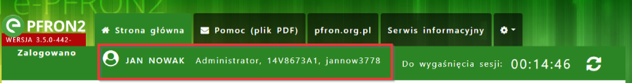 e-PFRON2
e PFRON2
WERSJA 3.5.0-442-
Zalogowano
Strona główna
Pomoc (plik PDF)
pfron.org.pl
Serwis informacyjny
JAN NOWAK Administrator, 14V8673A1, jannow3778
Do wygaśnięcia sesji: 00:14:46